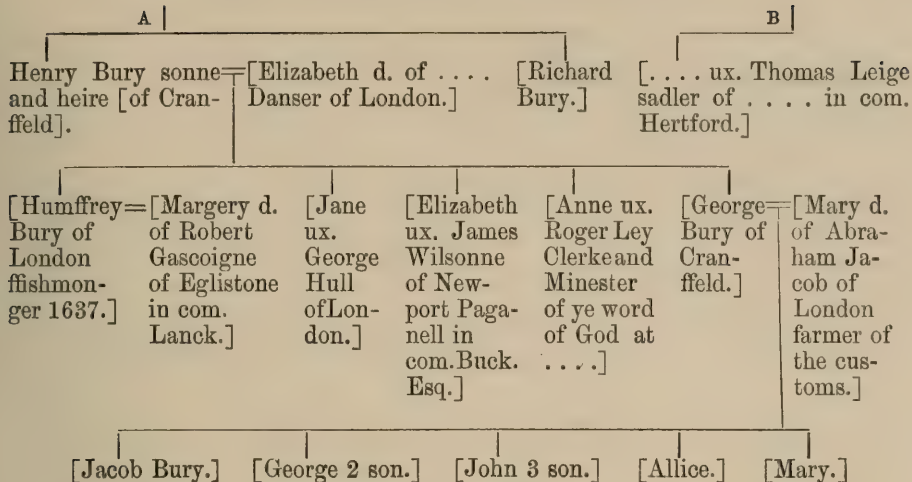 A B
Henry Bury sonne
and heire [of Cran-
ffeld].
[Elizabeth d. of . . . .
Danser of London.]
[Richard
Bury.]
[. . . . ux. Thomas Leige
sadler of . . . . in com.
Hertford.]
[Humffrey=
Bury of
London
ffishmon-
ger 1637.]
[Margery d.
of Robert
Gascoigne
of Eglistone
in com.
Lanck.]
[Jane
ux.
George
Hull
of Lon-
don.]
[Elizabeth
ux. James
Wilsonne
of New-
port Paga-
nell in
com. Buck.
Esq.]
[Anne ux.
Roger Ley
Clerke and
Minester
of ye word
of God at
. . . .]
[George=
Bury of
Cran-
ffeld.]
[Mary d.
of Abra-
ham Ja-
cob of
London
farmer of
the cus-
toms.]
[Jacob Bury.] [George 2 son.] [John 3 son.] [Allice.] [Mary.]